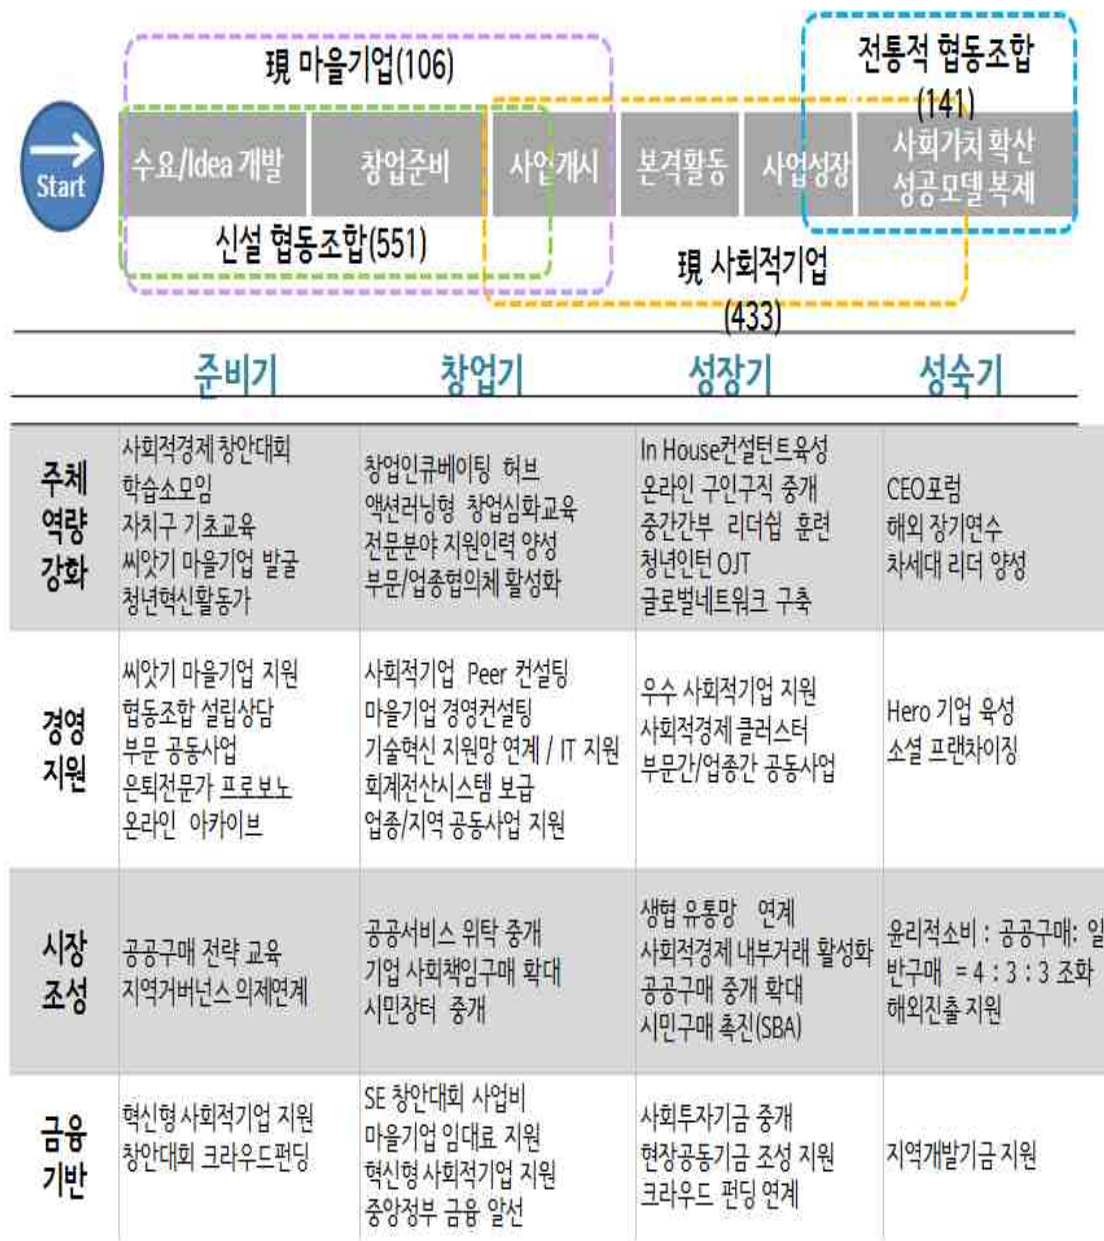 現 마을기업(106)
전통적 협동조합
(141)
Start
수요/Idea 개발
창업준비
사업개시
본격활동
사업성장
사회가치 확산
성공모델 복제
신설 협동조합(551)
現 사회적기업
(433)
준비기
창업기
성장기
성숙기
주체
역량
강화
사회적경제 창안대회
학습소모임
자치구 기초교육
씨앗기 마을기업 발굴
청년혁신활동가
창업인큐베이팅 허브
액션러닝형 창업심화교육
전문분야 지원인력 양성
부문/업종협의체 활성화
In House컨설턴트육성
온라인 구인구직 중개
중간간부 리더쉽 훈련
청년인턴 OJT
글로벌네트워크 구축
CEO포럼
해외 장기연수
차세대 리더 양성
경영
지원
씨앗기 마을기업 지원
협동조합 설립상담
부문 공동사업
은퇴전문가 프로보노
온라인 아카이브
사회적기업 Peer 컨설팅
마을기업 경영컨설팅
기술혁신 지원망 연계 / IT 지원
회계전산시스템 보급
업종/지역 공동사업 지원
우수 사회적기업 지원
사회적경제 클러스터
부문간/업종간 공동사업
Hero 기업 육성
소셜 프랜차이징
시장
조성
공공구매 전략 교육
지역거버넌스 의제연계
공공서비스 위탁 중개
기업 사회책임구매 확대
시민장터 중개
생협 유통망 연계
사회적경제 내부거래 활성화
공공구매 중개 확대
시민구매 촉진(SBA)
윤리적소비 : 공공구매: 일
반구매 = 4 : 3 : 3 조화
해외진출 지원
금융
기반
혁신형 사회적기업 지원
창안대회 크라우드펀딩
SE 창안대회 사업비
마을기업 임대료 지원
혁신형 사회적기업 지원
중앙정부 금융 알선
사회투자기금 중개
현장공동기금 조성 지원
크라우드 펀딩 연계
지역개발기금 지원